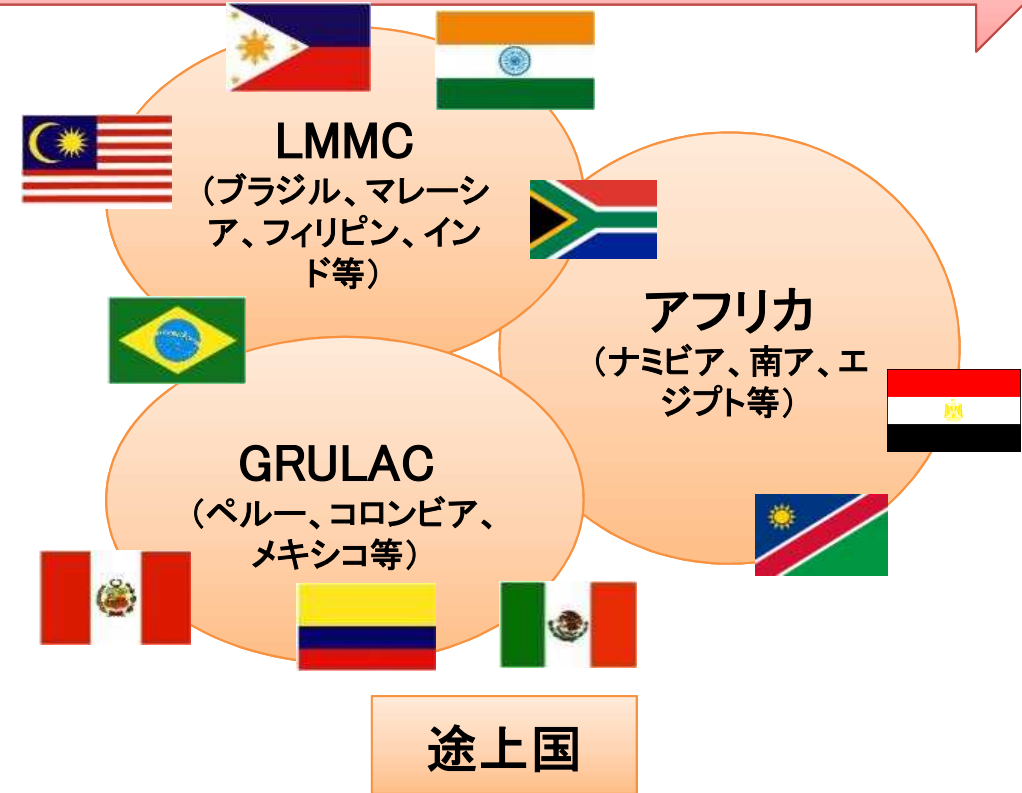 LMMC
（ブラジル、マレーシ
ア、フィリピン、イン
ド等）
アフリカ
（ナミビア、南ア、エ
ジプト等）
GRULAC
（ペルー、コロンビア、
メキシコ等）
途上国